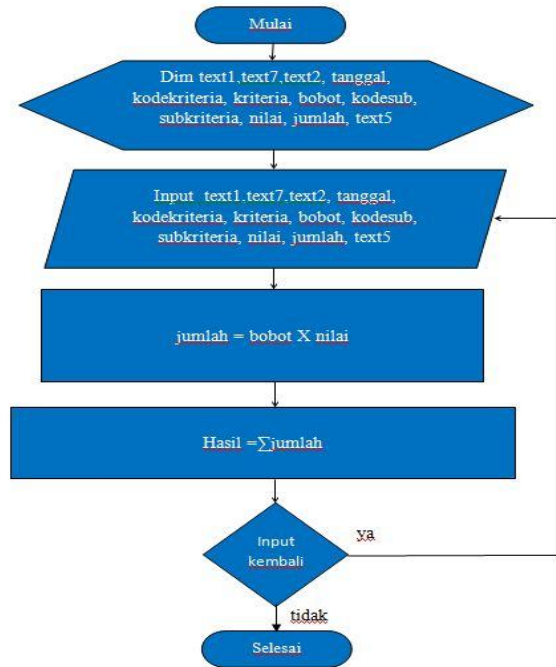 Mulai
Dim text1,text7,text2, tanggal,
kodekriteria, kriteria, bobot, kodesub,
subkriteria, nilai, jumlah, text5
Input text1,text7,text2, tanggal,
kodekriteria, kriteria, bobot, kodesub,
subkriteria, nilai, jumlah, text5
jumlah = bobot X nilai
Hasil =∑jumlah
Input
kembali
ya
tidak
Selesai